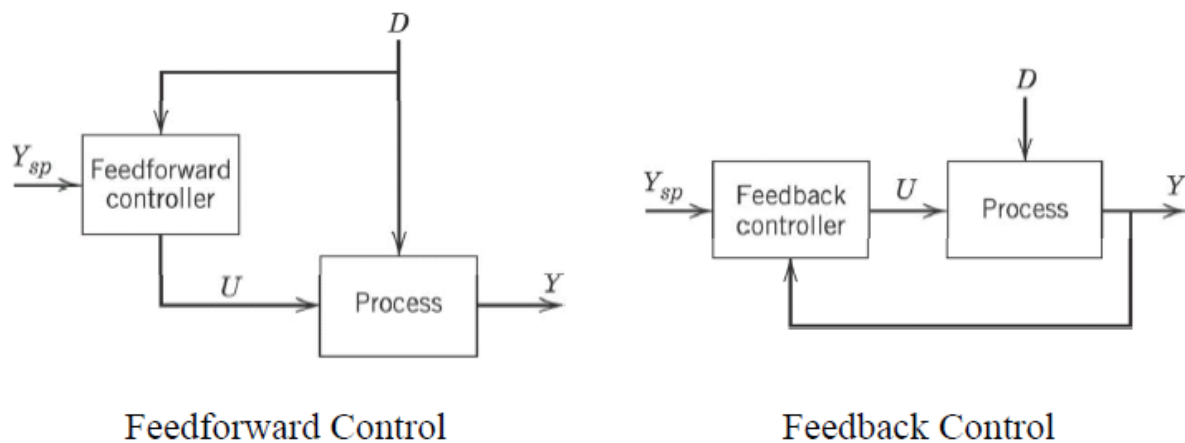 D
Y_sp
Feedforward
controller
U
Process
Y
Feedforward Control
D
Y_sp
Feedback
controller
U
Process
Y
Feedback Control